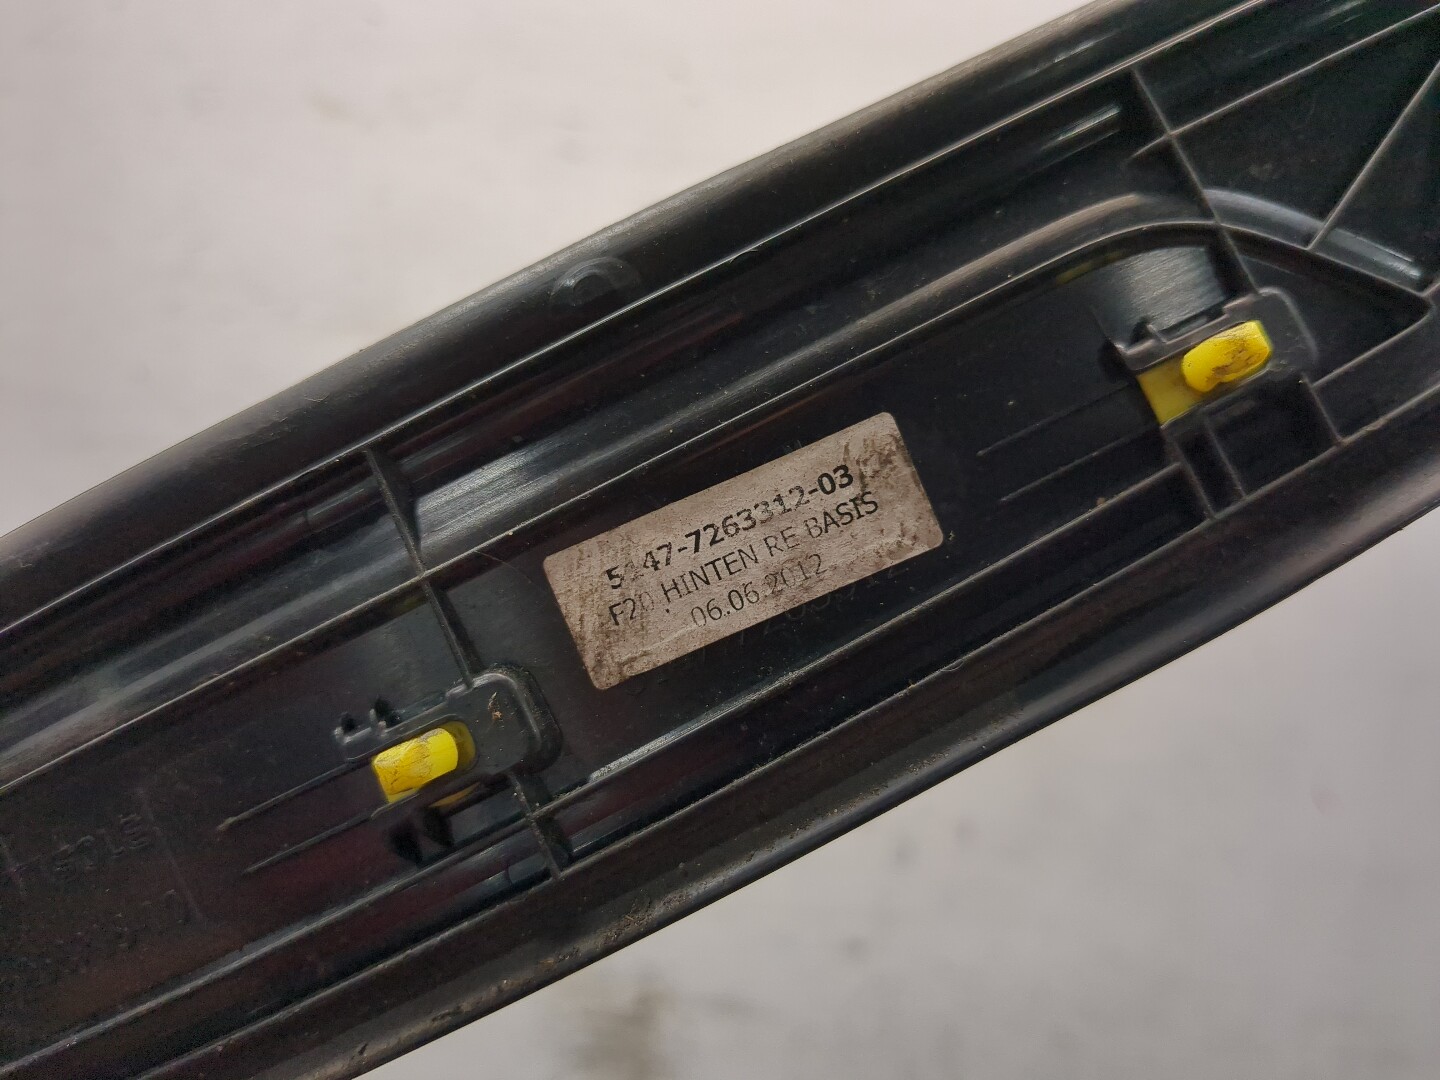 5147-7263312-03
F20 HINTEN RE BASIS
06.06.2012